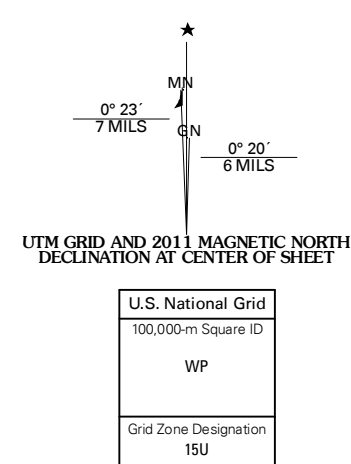 MN
0° 23´
7 MILS
GN
0° 20´
6 MILS
UTM GRID AND 2011 MAGNETIC NORTH
DECLINATION AT CENTER OF SHEET
U.S. National Grid
100,000-m Square ID
WP
Grid Zone Designation
15U